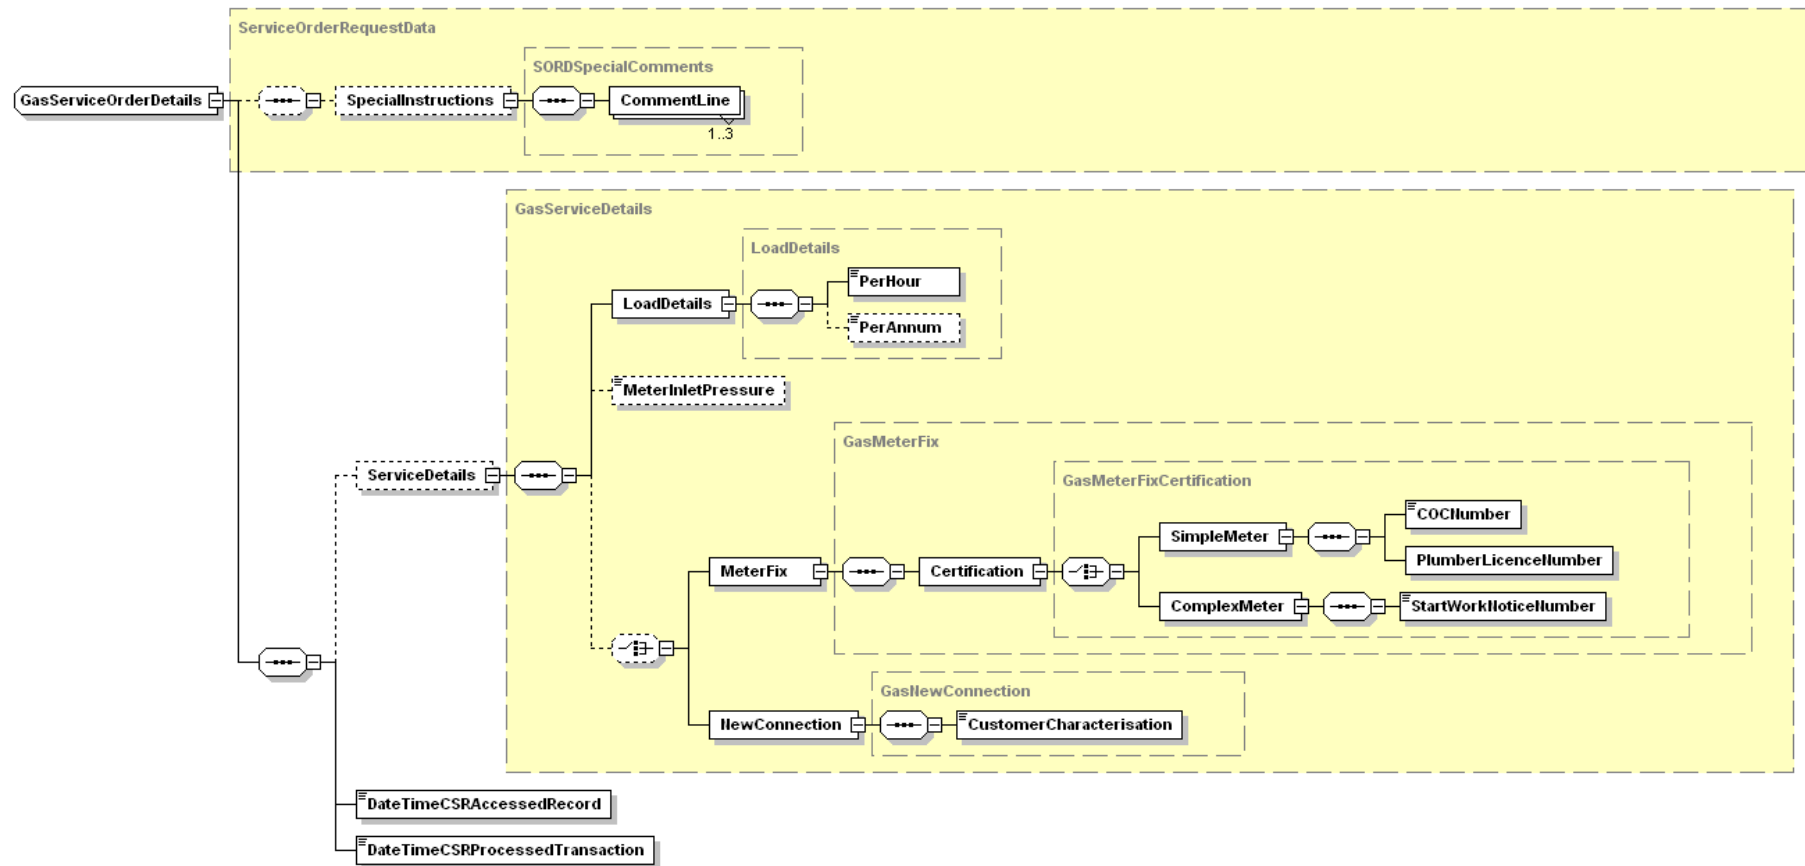 ServiceOrderRequestData
SORDSpecialComments
GasServiceOrderDetails
SpecialInstructions
CommentLine
1..3
GasServiceDetails
LoadDetails
PerHour
LoadDetails
PerAnnum
MeterInletPressure
GasMeterFix
ServiceDetails
GasMeterFixCertification
COCNumber
SimpleMeter
PlumberLicenceNumber
MeterFix
Certification
ComplexMeter
StartWorkNoticeNumber
GasNewConnection
NewConnection
CustomerCharacterisation
DateTimeCSRAccessedRecord
DateTimeCSRProcessedTransaction